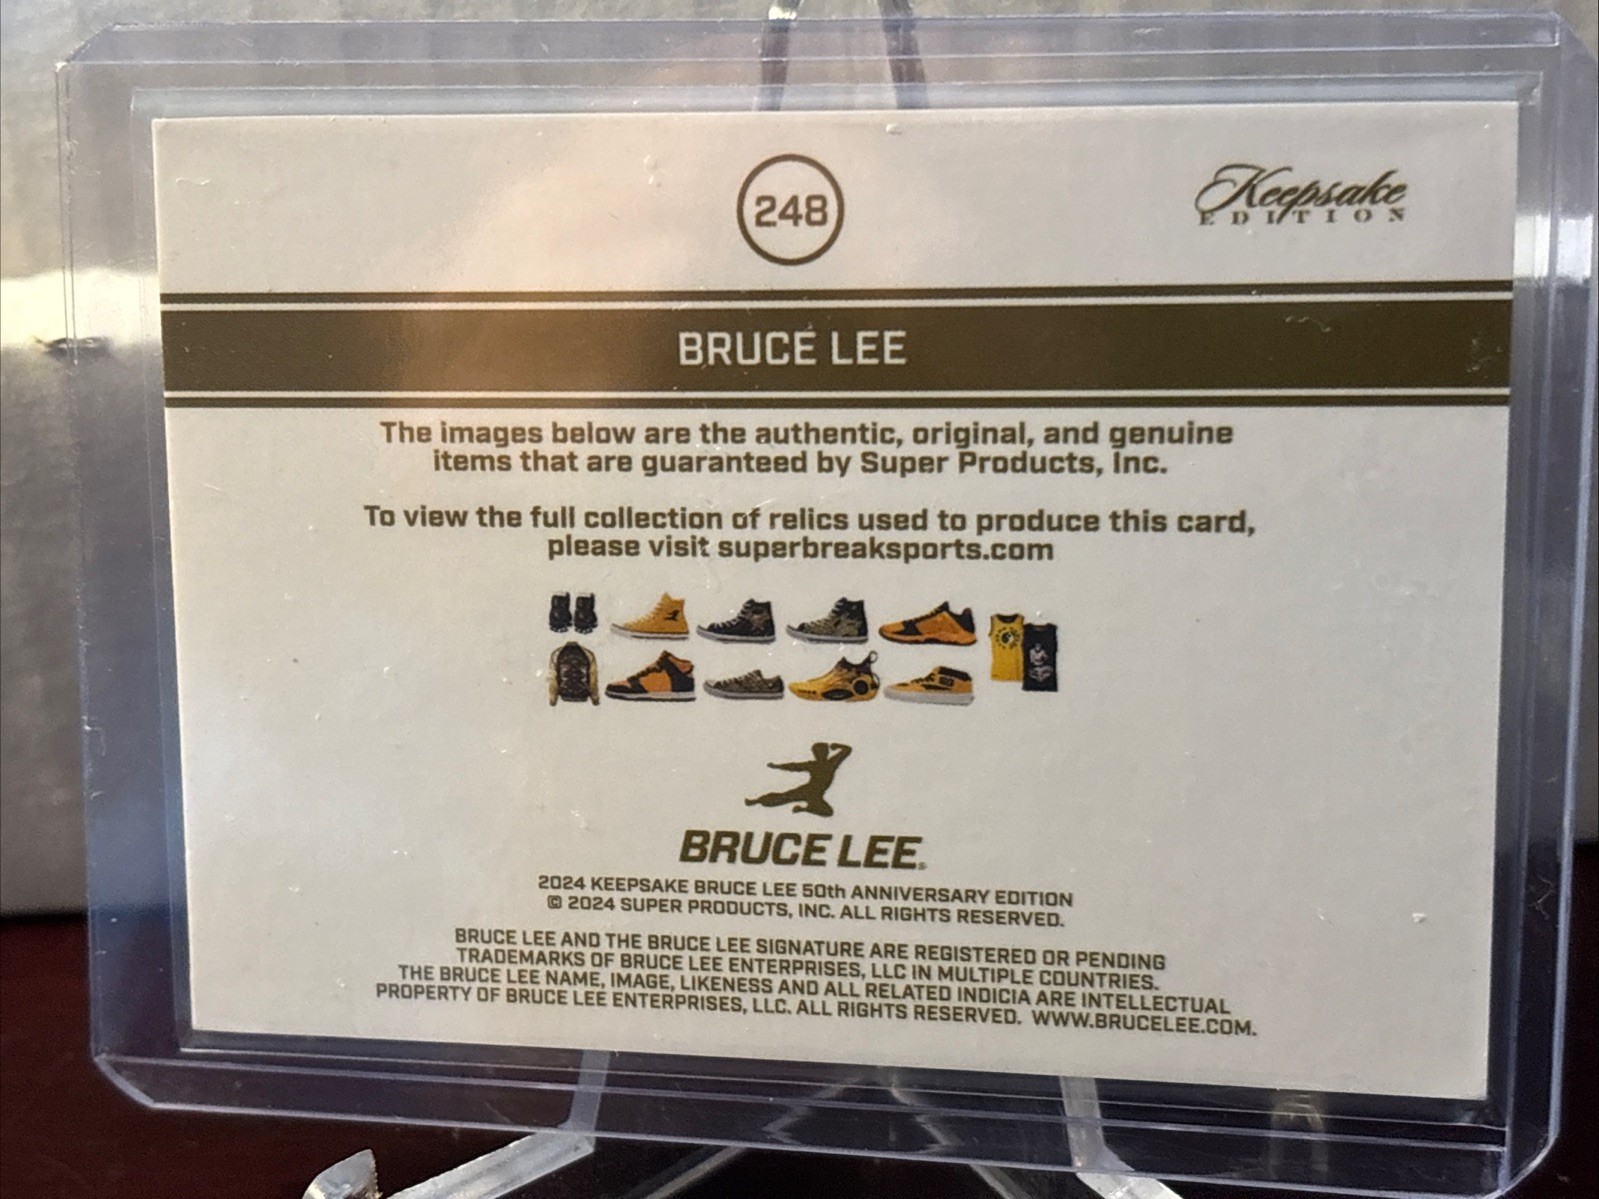 248
Keepsake
EDITION
BRUCE LEE
The images below are the authentic, original, and genuine
items that are guaranteed by Super Products, Inc.
To view the full collection of relics used to produce this card,
please visit superbreaksports.com
BRUCE LEE®
2024 KEEPSAKE BRUCE LEE 50th ANNIVERSARY EDITION
© 2024 SUPER PRODUCTS, INC. ALL RIGHTS RESERVED.
BRUCE LEE AND THE BRUCE LEE SIGNATURE ARE REGISTERED OR PENDING
TRADEMARKS OF BRUCE LEE ENTERPRISES, LLC IN MULTIPLE COUNTRIES.
THE BRUCE LEE NAME, IMAGE, LIKENESS AND ALL RELATED INDICIA ARE INTELLECTUAL
PROPERTY OF BRUCE LEE ENTERPRISES, LLC. ALL RIGHTS RESERVED. WWW.BRUCELEE.COM.